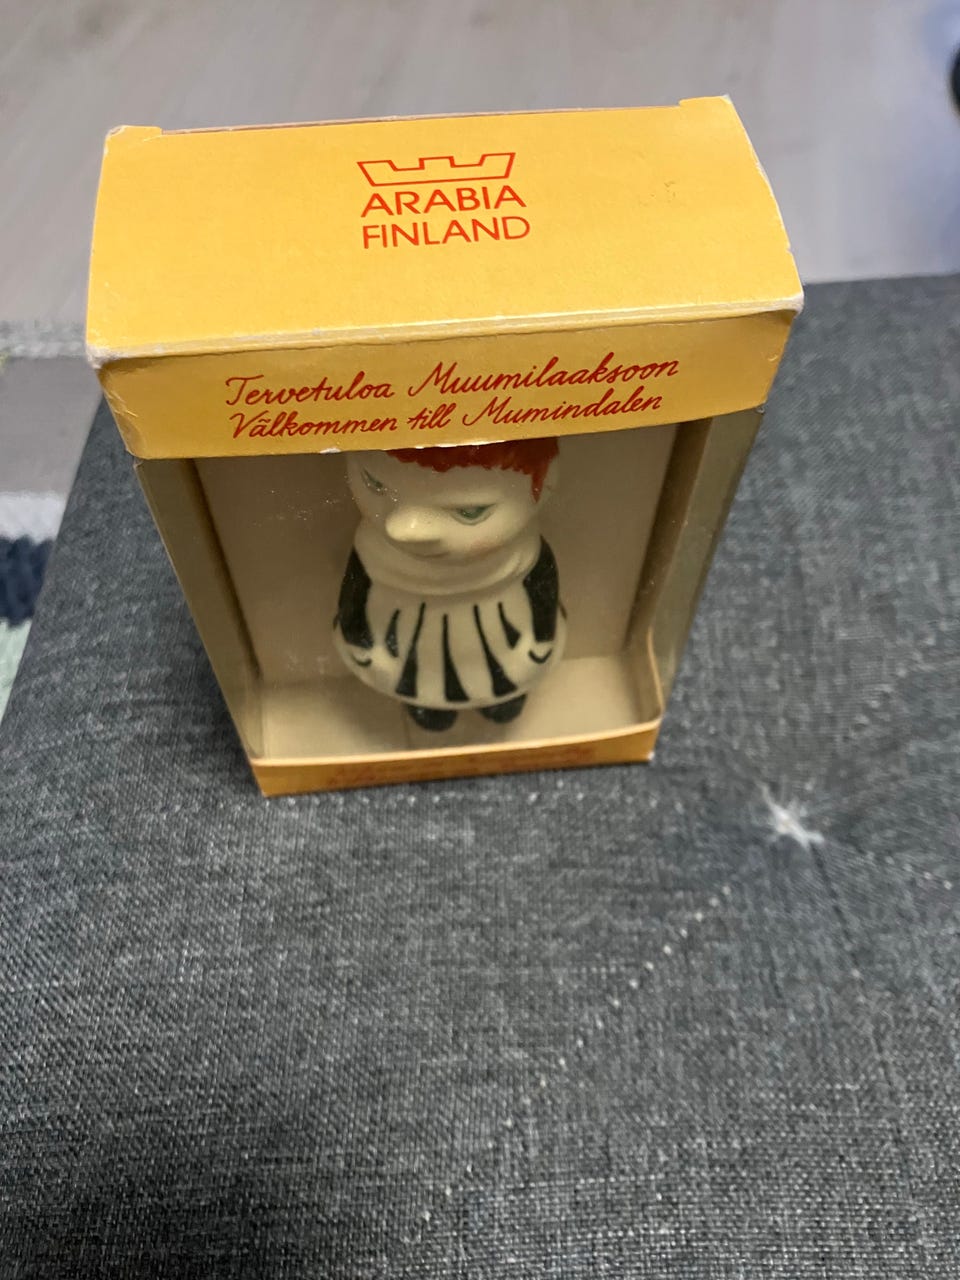 ARABIA
FINLAND
Tervetuloa Muumilaaksoon
Välkommen till Mumindalen